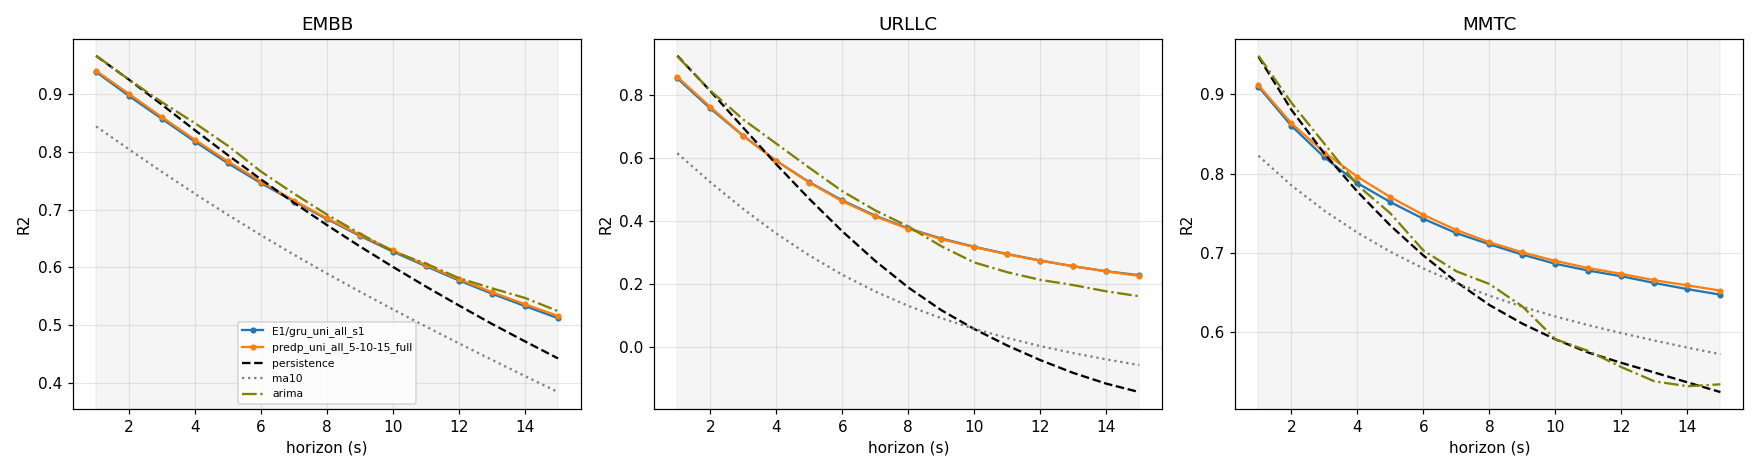 EMBB
R2
0.9
0.8
0.7
0.6
0.5
0.4
2 4 6 8 10 12 14
horizon (s)
E1/gru_uni_all_s1
predp_uni_all_5-10-15_full
persistence
ma10
arima
URLLC
R2
0.8
0.6
0.4
0.2
0.0
2 4 6 8 10 12 14
horizon (s)
MMTC
R2
0.9
0.8
0.7
0.6
2 4 6 8 10 12 14
horizon (s)